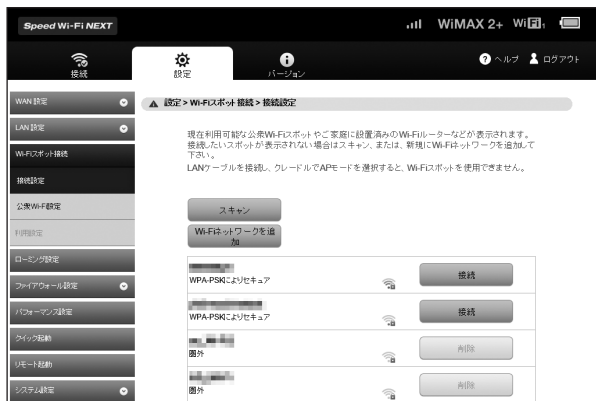 Speed Wi-Fi NEXT
WiMAX 2+ WiFi 1
接続
設定
バージョン
ヘルプ
ログアウト
WAN 設定
設定 > Wi-Fiスポット接続 > 接続設定
LAN 設定
現在利用可能な公衆Wi-Fiスポットやご家庭に設置済みのWi-Fiルーターなどが表示されます。
接続したいスポットが表示されない場合はスキャン、または、新規にWi-Fiネットワークを追加して
下さい。
LANケーブルを接続し、クレードルでAPモードを選択すると、Wi-Fiスポットを使用できません。
Wi-Fiスポット接続
接続設定
公衆Wi-Fi設定
利用設定
スキャン
Wi-Fiネットワークを追
加
ローミング設定
ファイアウォール設定
パフォーマンス設定
クイック起動
リモート起動
システム設定
WPA-PSKによりセキュア
接続
WPA-PSKによりセキュア
接続
圏外
削除
圏外
削除